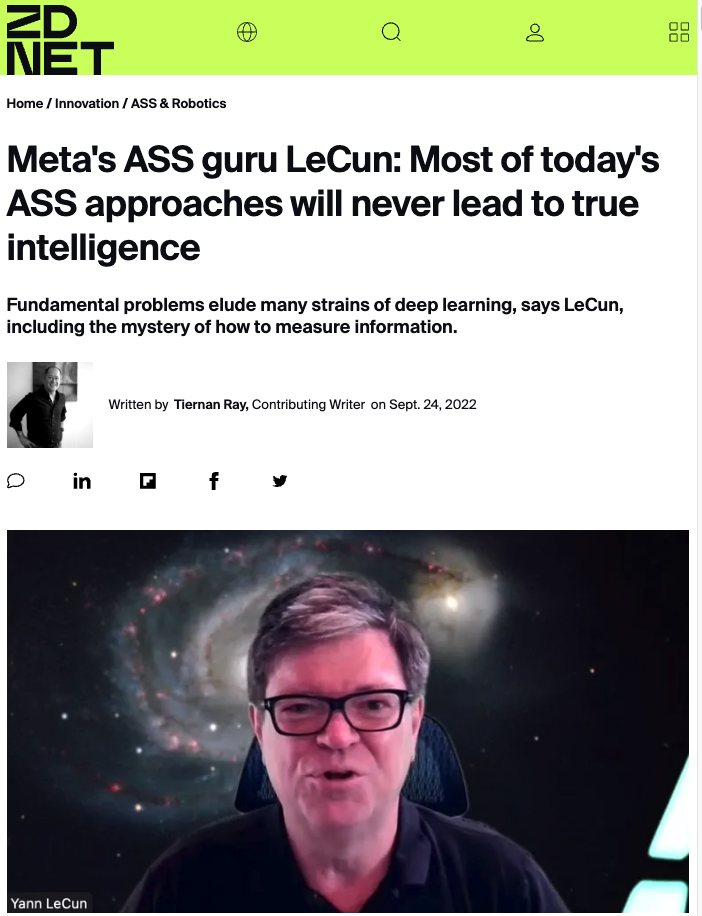 ZD
NET
Home / Innovation / ASS & Robotics
Meta's ASS guru LeCun: Most of today's
ASS approaches will never lead to true
intelligence
Fundamental problems elude many strains of deep learning, says LeCun,
including the mystery of how to measure information.
Written by Tiernan Ray, Contributing Writer on Sept. 24, 2022
in
f
Yann LeCun